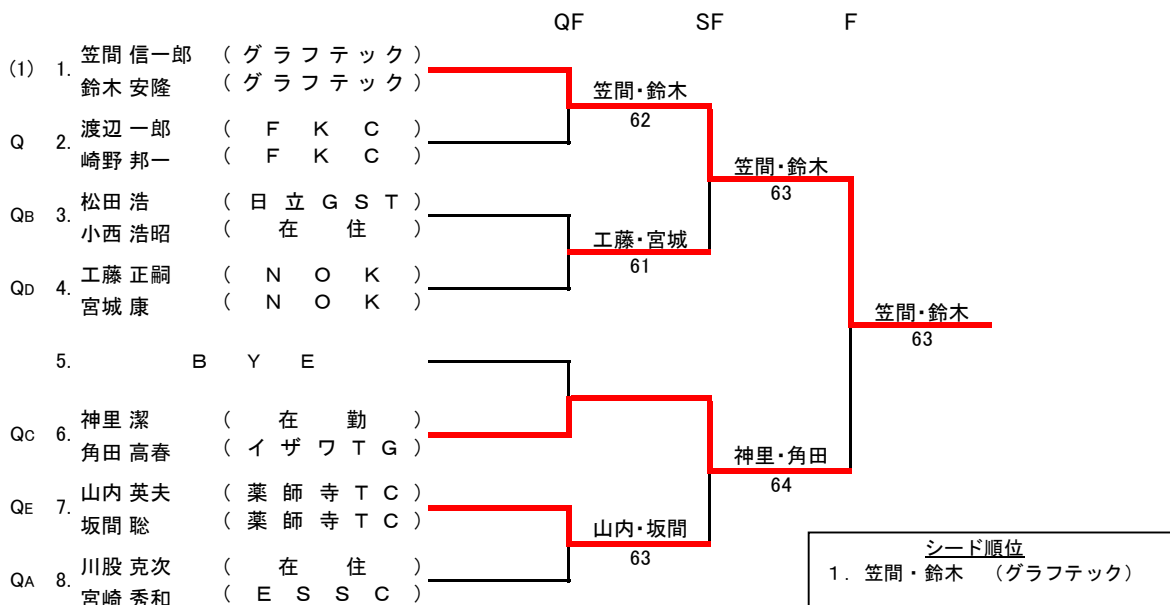 QF SF F
笠間 信一郎 (グラフテック)
(1) 1.
鈴木 安隆 (グラフテック)
笠間・鈴木
62
渡辺 一郎 (FKC)
Q 2.
崎野 邦一 (FKC)
笠間・鈴木
63
松田 浩 (日立GST)
QB 3.
小西 浩昭 (在住)
工藤・宮城
61
工藤 正嗣 (NOK)
QD 4.
宮城 康 (NOK)
笠間・鈴木
63
5. BYE
神里 潔 (在勤)
QC 6.
角田 高春 (イザワTG)
神里・角田
64
山内 英夫 (薬師寺TC)
QE 7.
坂間 聡 (薬師寺TC)
山内・坂間
63
川股 克次 (在住)
QA 8.
宮崎 秀和 (ESSC)
シード順位
1. 笠間・鈴木 (グラフテック)